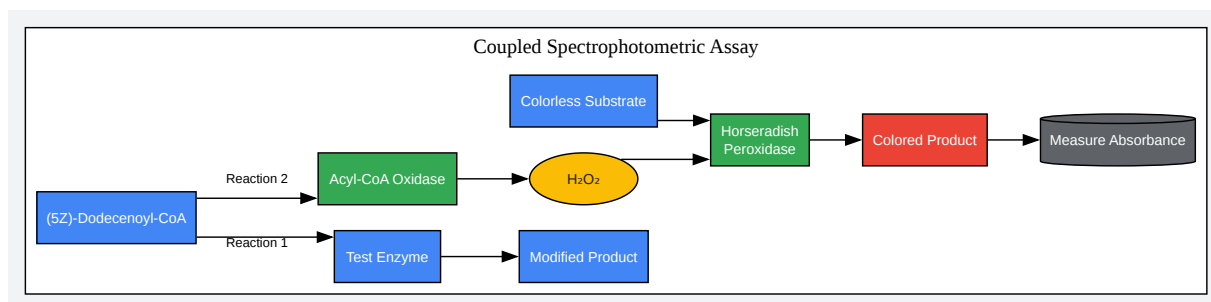 Coupled Spectrophotometric Assay
Colorless Substrate
Horseradish
Peroxidase
Colored Product
Measure Absorbance
Reaction 2
Acyl-CoA Oxidase
H₂O₂
(5Z)-Dodecenoyl-CoA
Reaction 1
Test Enzyme
Modified Product